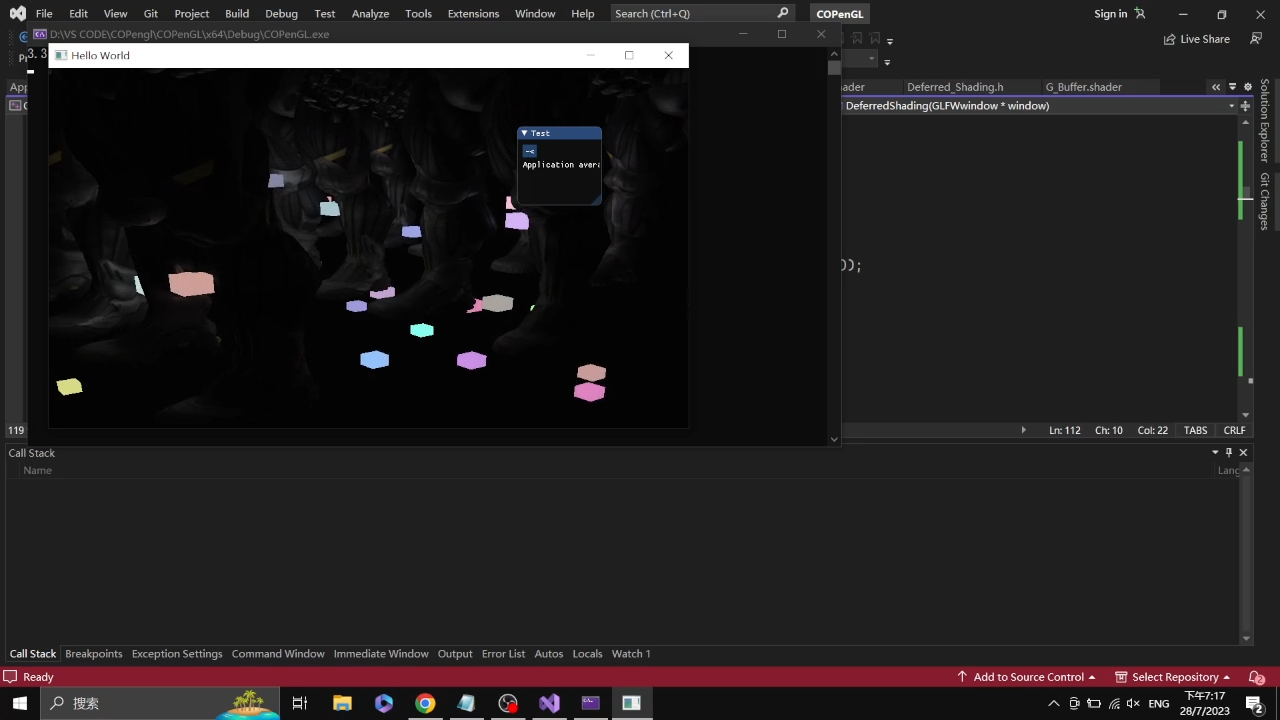 File Edit View Git Project Build Debug Test Analyze Tools Extensions Window Help Search (Ctrl+Q) COPenGL Sign in
D:\VS CODE\COPengl\COPenGL\x64\Debug\COPenGL.exe
Live Share
3.3
Hello World
Deferred_Shading.h G_Buffer.shader
DeferredShading(GLFWwindow * window)
Test
Application aver
Solution Explorer
Git Changes
));
119
Ln: 112 Ch: 10 Col: 22 TABS CRLF
Call Stack
Name Lang
Call Stack Breakpoints Exception Settings Command Window Immediate Window Output Error List Autos Locals Watch 1
Ready Add to Source Control Select Repository 2
搜索 ENG 下午7:17
28/7/2023 2